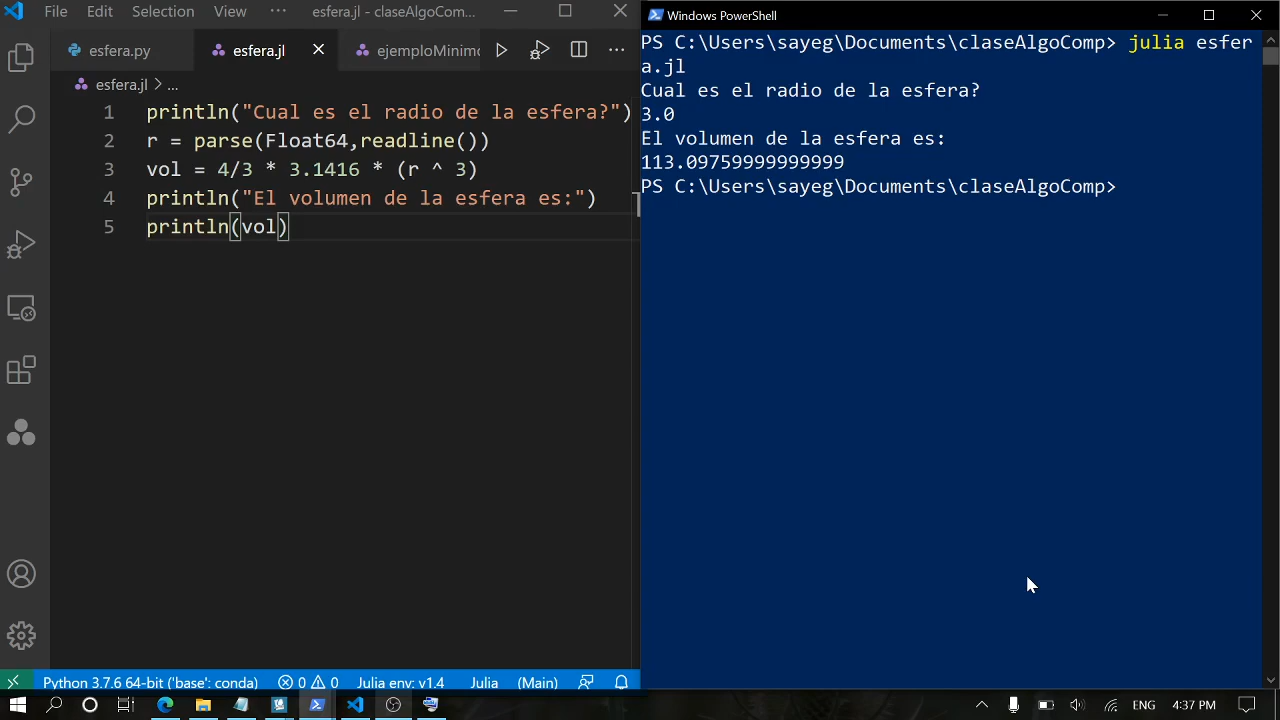 File Edit Selection View ... esfera.jl - claseAlgoCom...
esfera.py esfera.jl ejemploMinimo ...
esfera.jl > ...
1 println("Cual es el radio de la esfera?")
2 r = parse(Float64,readline())
3 vol = 4/3 * 3.1416 * (r ^ 3)
4 println("El volumen de la esfera es:")
5 println(vol)
Python 3.7.6 64-bit ('base': conda) 0 0 Julia env: v1.4 Julia (Main)
Windows PowerShell
PS C:\Users\sayeg\Documents\claseAlgoComp> julia esfer
a.jl
Cual es el radio de la esfera?
3.0
El volumen de la esfera es:
113.09759999999999
PS C:\Users\sayeg\Documents\claseAlgoComp>
ENG 4:37 PM